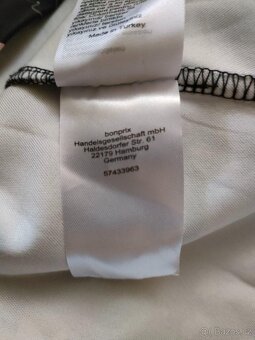 Made in Turkey
bonprix
Handelsgesellschaft mbH
Haldesdorfer Str. 61
22179 Hamburg
Germany
57433963